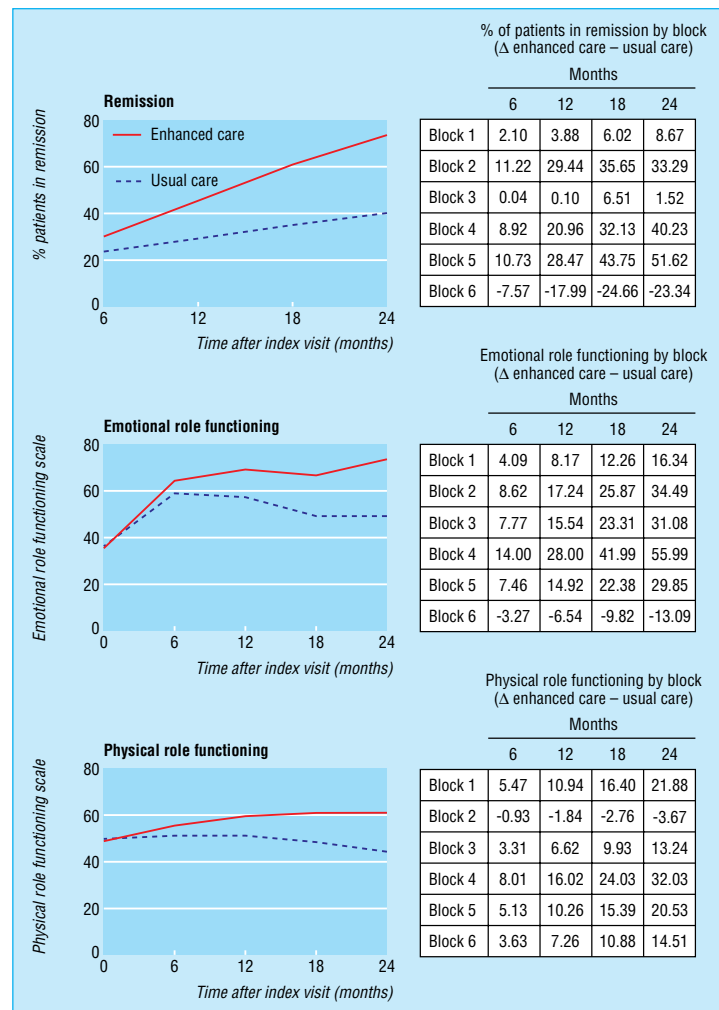 % of patients in remission by block
(Δ enhanced care – usual care)
Months
6 12 18 24
Block 1 2.10 3.88 6.02 8.67
Block 2 11.22 29.44 35.65 33.29
Block 3 0.04 0.10 6.51 1.52
Block 4 8.92 20.96 32.13 40.23
Block 5 10.73 28.47 43.75 51.62
Block 6 -7.57 -17.99 -24.66 -23.34
Remission
% patients in remission
80
60
40
20
0
Enhanced care
Usual care
6 12 18 24
Time after index visit (months)
Emotional role functioning by block
(Δ enhanced care – usual care)
Months
6 12 18 24
Block 1 4.09 8.17 12.26 16.34
Block 2 8.62 17.24 25.87 34.49
Block 3 7.77 15.54 23.31 31.08
Block 4 14.00 28.00 41.99 55.99
Block 5 7.46 14.92 22.38 29.85
Block 6 -3.27 -6.54 -9.82 -13.09
Emotional role functioning
Emotional role functioning scale
80
60
40
20
0
0 6 12 18 24
Time after index visit (months)
Physical role functioning by block
(Δ enhanced care – usual care)
Months
6 12 18 24
Block 1 5.47 10.94 16.40 21.88
Block 2 -0.93 -1.84 -2.76 -3.67
Block 3 3.31 6.62 9.93 13.24
Block 4 8.01 16.02 24.03 32.03
Block 5 5.13 10.26 15.39 20.53
Block 6 3.63 7.26 10.88 14.51
Physical role functioning
Physical role functioning scale
80
60
40
20
0
0 6 12 18 24
Time after index visit (months)